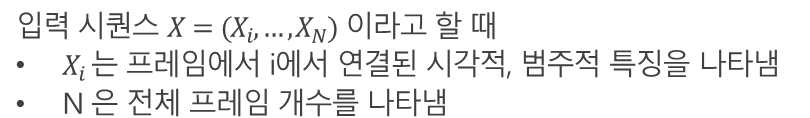 입력 시퀀스 X = (Xᵢ, ..., X_N) 이라고 할 때
• Xᵢ 는 프레임에서 i에서 연결된 시각적, 범주적 특징을 나타냄
• N 은 전체 프레임 개수를 나타냄